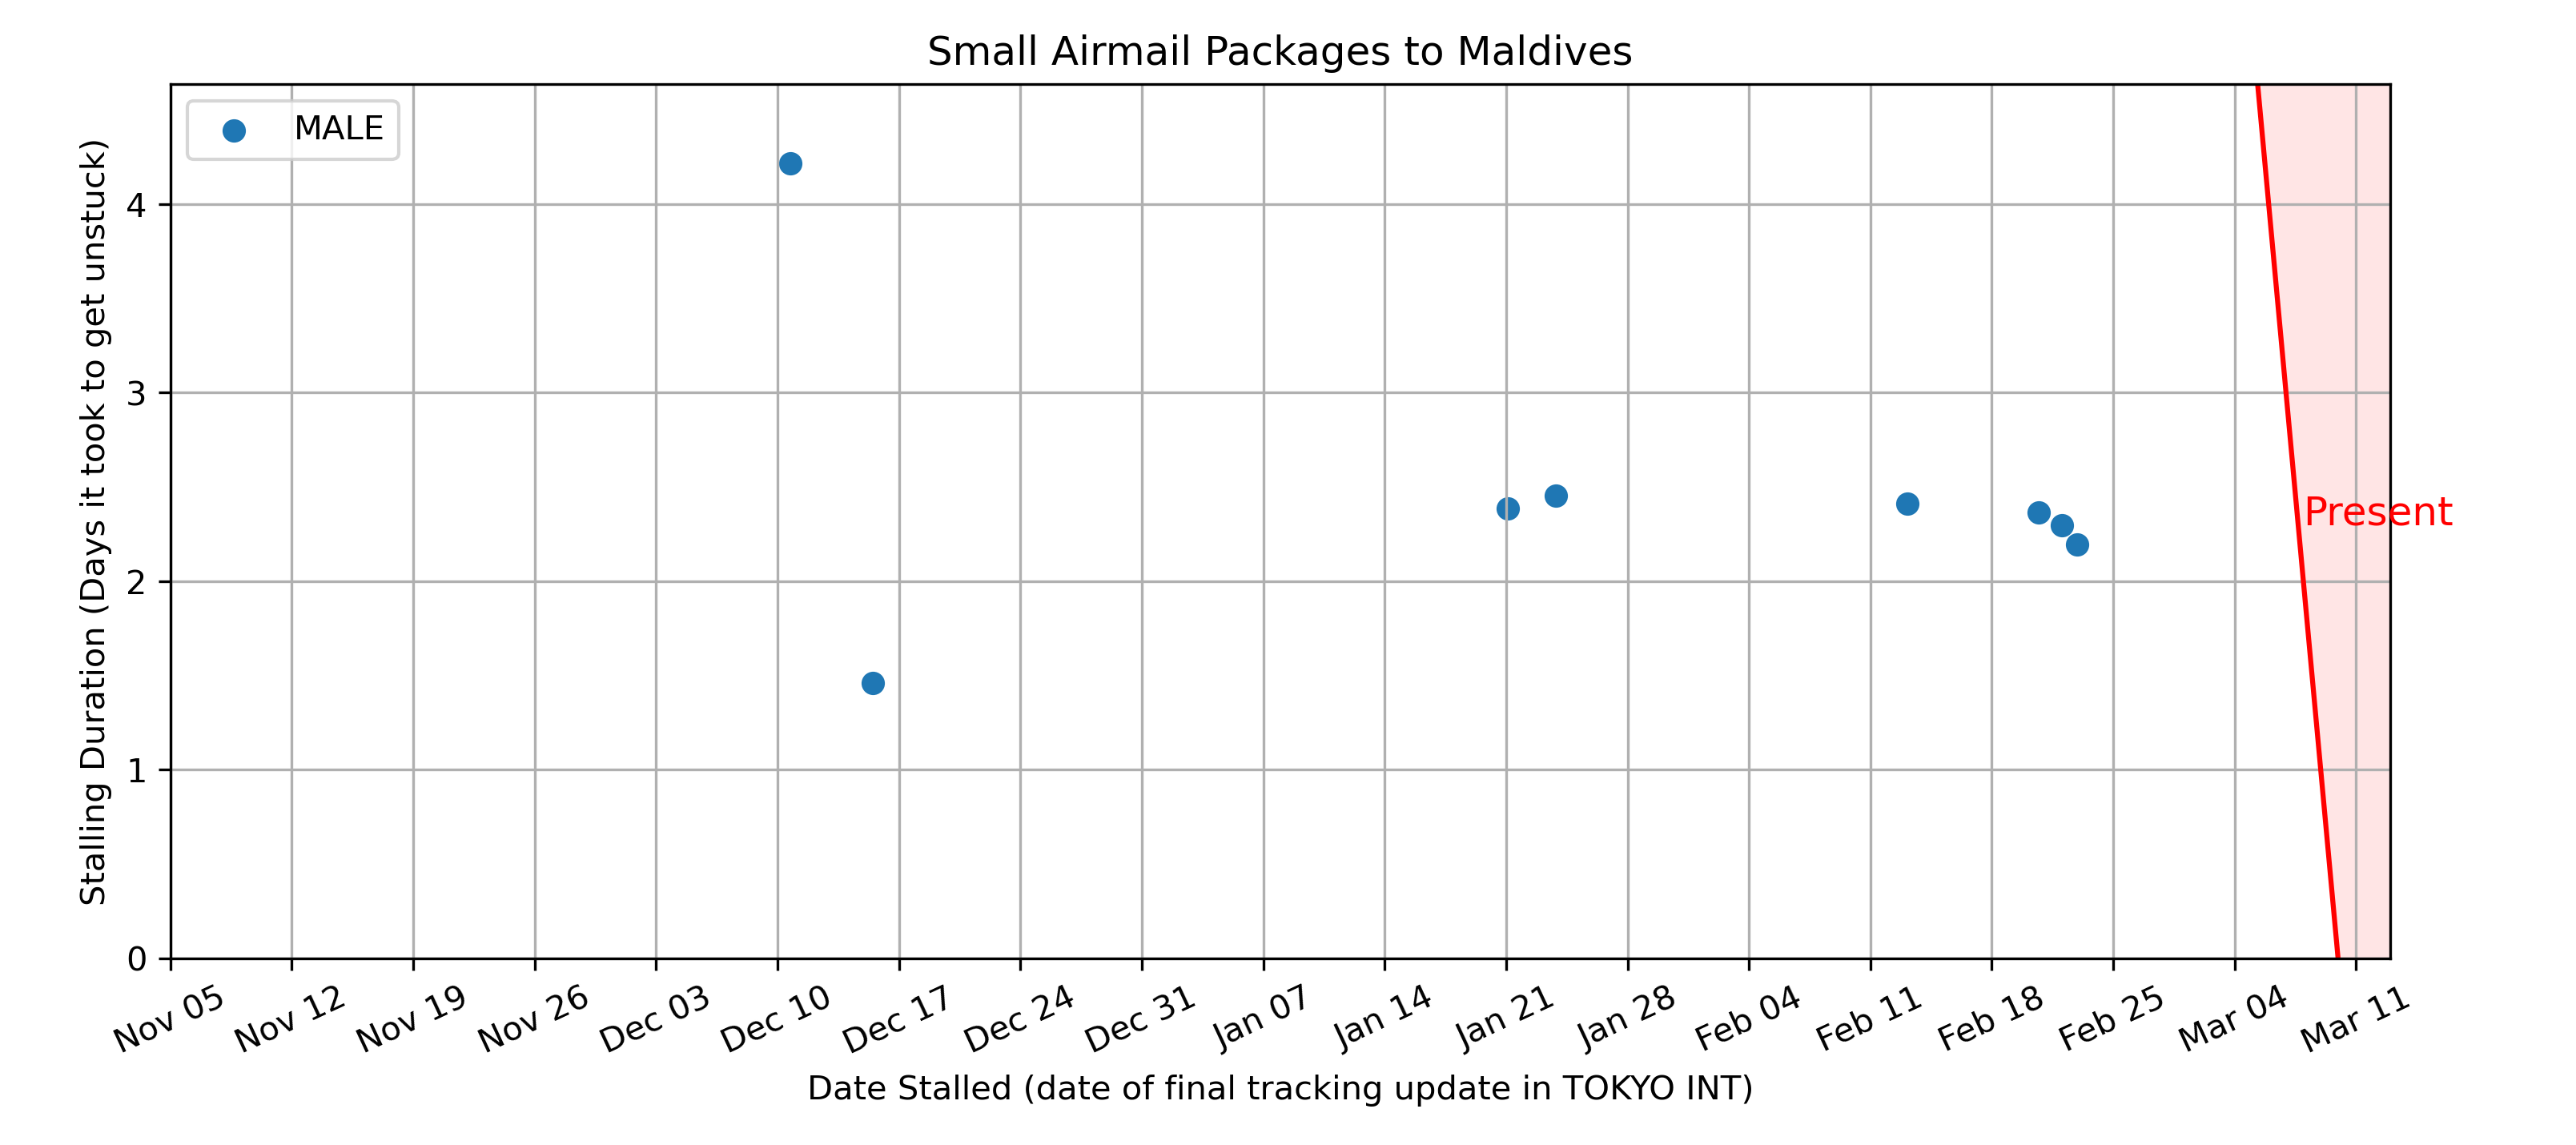 Small Airmail Packages to Maldives
MALE
Stalling Duration (Days it took to get unstuck)
4
3
2
1
0
Present
Nov 05 Nov 12 Nov 19 Nov 26 Dec 03 Dec 10 Dec 17 Dec 24 Dec 31 Jan 07 Jan 14 Jan 21 Jan 28 Feb 04 Feb 11 Feb 18 Feb 25 Mar 04 Mar 11
Date Stalled (date of final tracking update in TOKYO INT)